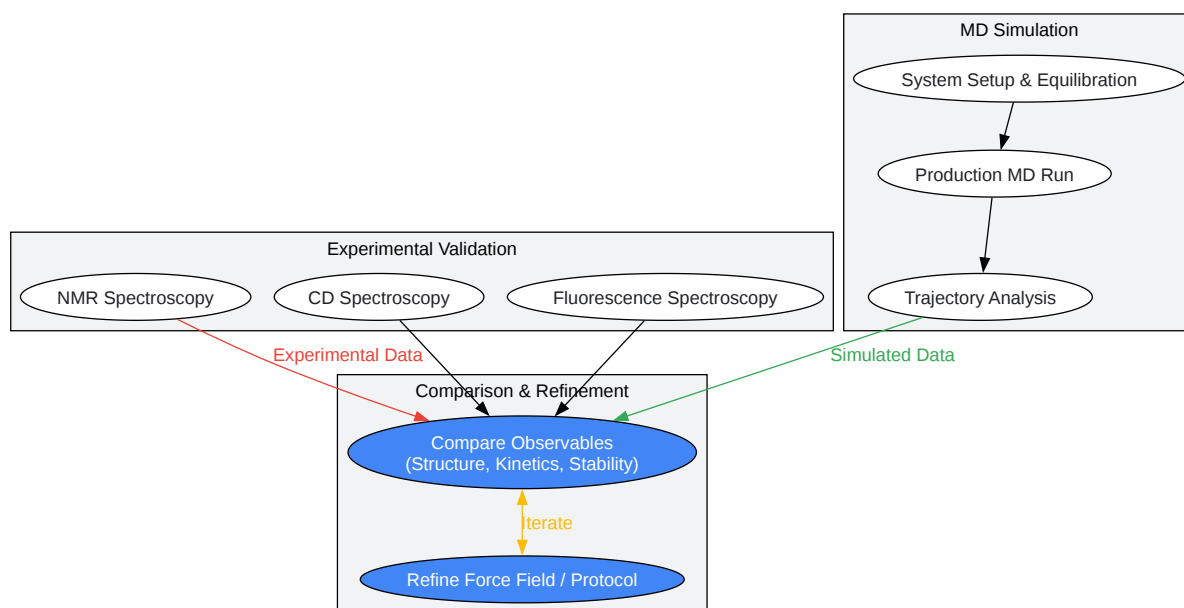 MD Simulation
System Setup & Equilibration
Production MD Run
Experimental Validation
NMR Spectroscopy
CD Spectroscopy
Fluorescence Spectroscopy
Trajectory Analysis
Experimental Data
Simulated Data
Comparison & Refinement
Compare Observables
(Structure, Kinetics, Stability)
Iterate
Refine Force Field / Protocol